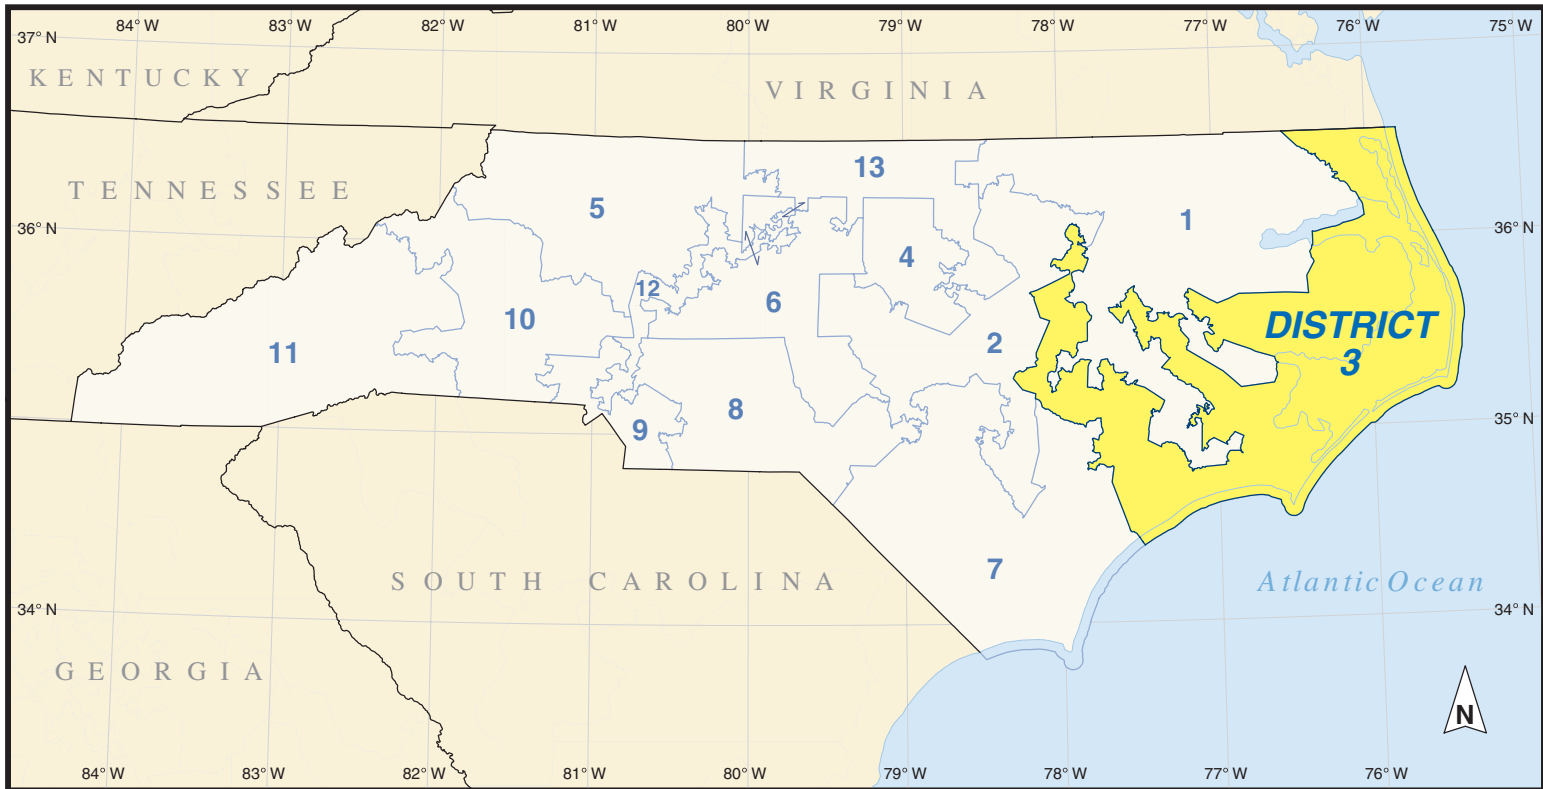 84°W 83°W 82°W 81°W 80°W 79°W 78°W 77°W 76°W 75°W
37°N
KENTUCKY
VIRGINIA
13
TENNESSEE
5
1
36°N 36°N
4
12
6
10
DISTRICT
3
2
11
8
9
35°N
7
SOUTH CAROLINA
Atlantic Ocean
34°N 34°N
GEORGIA
N
84°W 83°W 82°W 81°W 80°W 79°W 78°W 77°W 76°W